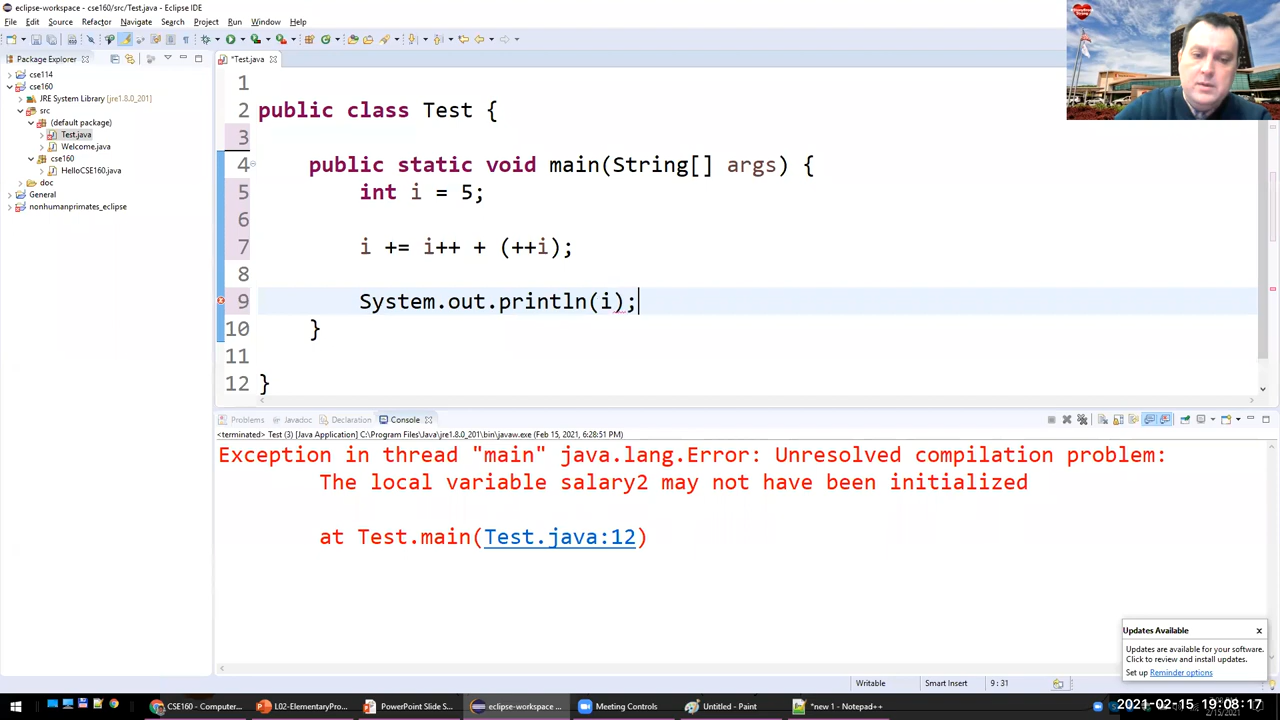 eclipse-workspace - cse160/src/Test.java - Eclipse IDE
File Edit Source Refactor Navigate Search Project Run Window Help
Package Explorer
*Test.java
cse114
cse160
JRE System Library [jre1.8.0_201]
src
(default package)
Test.java
Welcome.java
cse160
HelloCSE160.java
doc
General
nonhumanprimates_eclipse
1
2 public class Test {
3
4 public static void main(String[] args) {
5 int i = 5;
6
7 i += i++ + (++i);
8
9 System.out.println(i);
10 }
11
12 }
Problems Javadoc Declaration Console
<terminated> Test (3) [Java Application] C:\Program Files\Java\jre1.8.0_201\bin\javaw.exe (Feb 15, 2021, 6:28:51 PM)
Exception in thread "main" java.lang.Error: Unresolved compilation problem:
The local variable salary2 may not have been initialized
at Test.main(Test.java:12)
Updates Available
Updates are available for your software.
Click to review and install updates.
Set up Reminder options
Writable Smart Insert 9 : 31
CSE160 - Computer... L02-ElementaryPro... PowerPoint Slide S... eclipse-workspace ... Meeting Controls Untitled - Paint *new 1 - Notepad++
2021-02-15 19:08:17